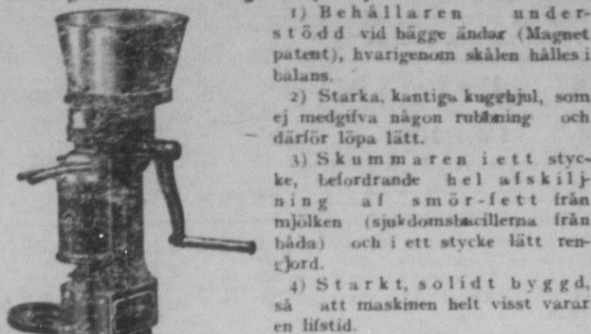 1) Behållaren under-
stödd vid bägge ändar (Magnet
patent), hvarigenom skålen hålles i
balans.
2) Starka, kantiga kugghjul, som
ej medgifva någon rubbning och
därför löpa lätt.
3) Skummaren i ett styc-
ke, befordrande hel afskilj-
ning af smör-fett från
mjölken (sjukdomsbacillerna från
båda) och i ett stycke lätt ren-
gjord.
4) Starkt, solidt byggd,
så att maskinen helt visst varar
en lifstid.